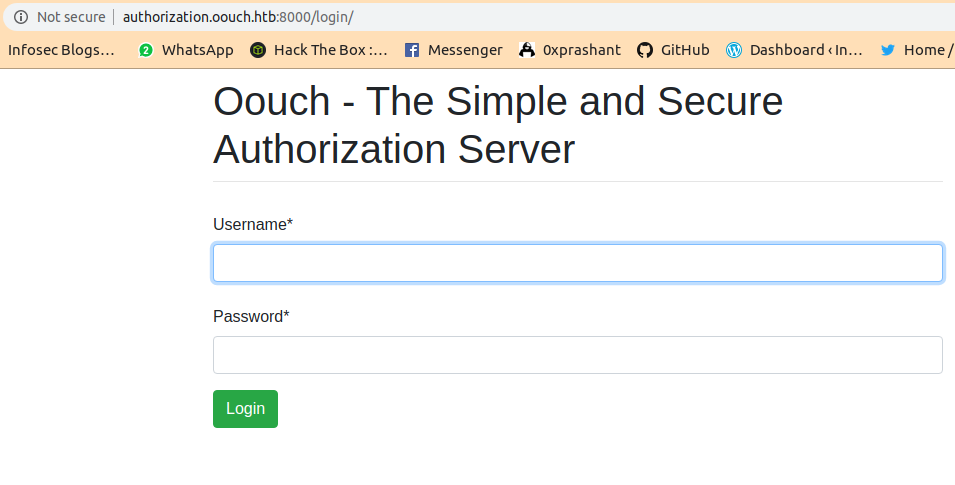 Not secure | authorization.oouch.htb:8000/login/
Infosec Blogs… 2 WhatsApp Hack The Box :… Messenger 0xprashant GitHub Dashboard ‹ In… Home /
Oouch - The Simple and Secure
Authorization Server
Username*
Password*
Login